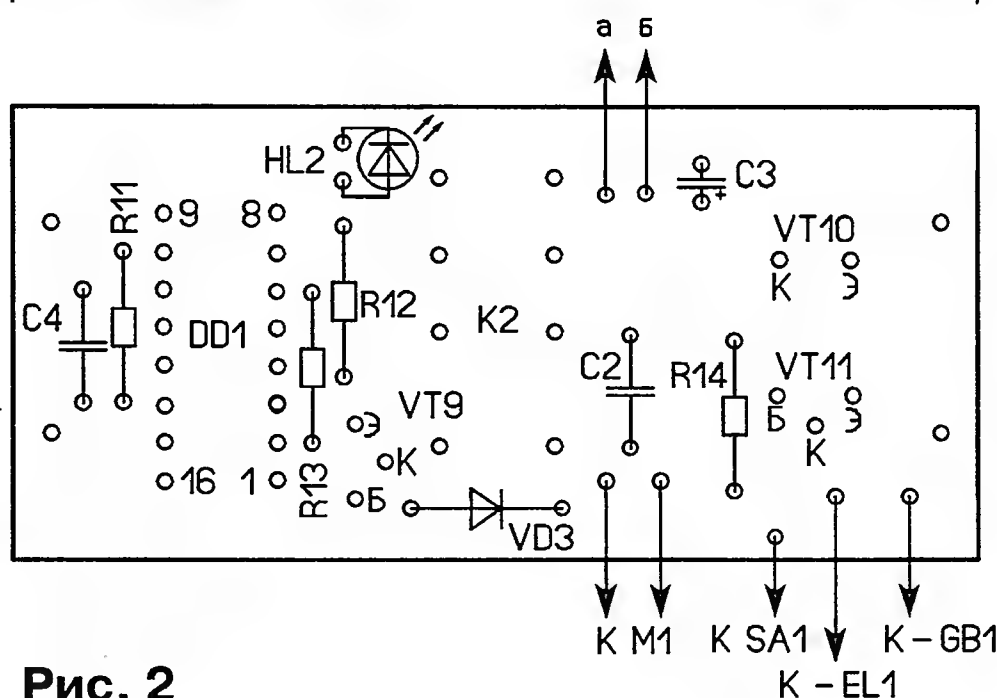 а б
HL2
C3
R11
9 8
VT10
К Э
R12
C4
DD1
K2
C2
R14
VT11
Э
VT9
Б Э
К
К
16 1
R13
Б
VD3
К M1
К SA1
К – GB1
К – EL1
Рис. 2